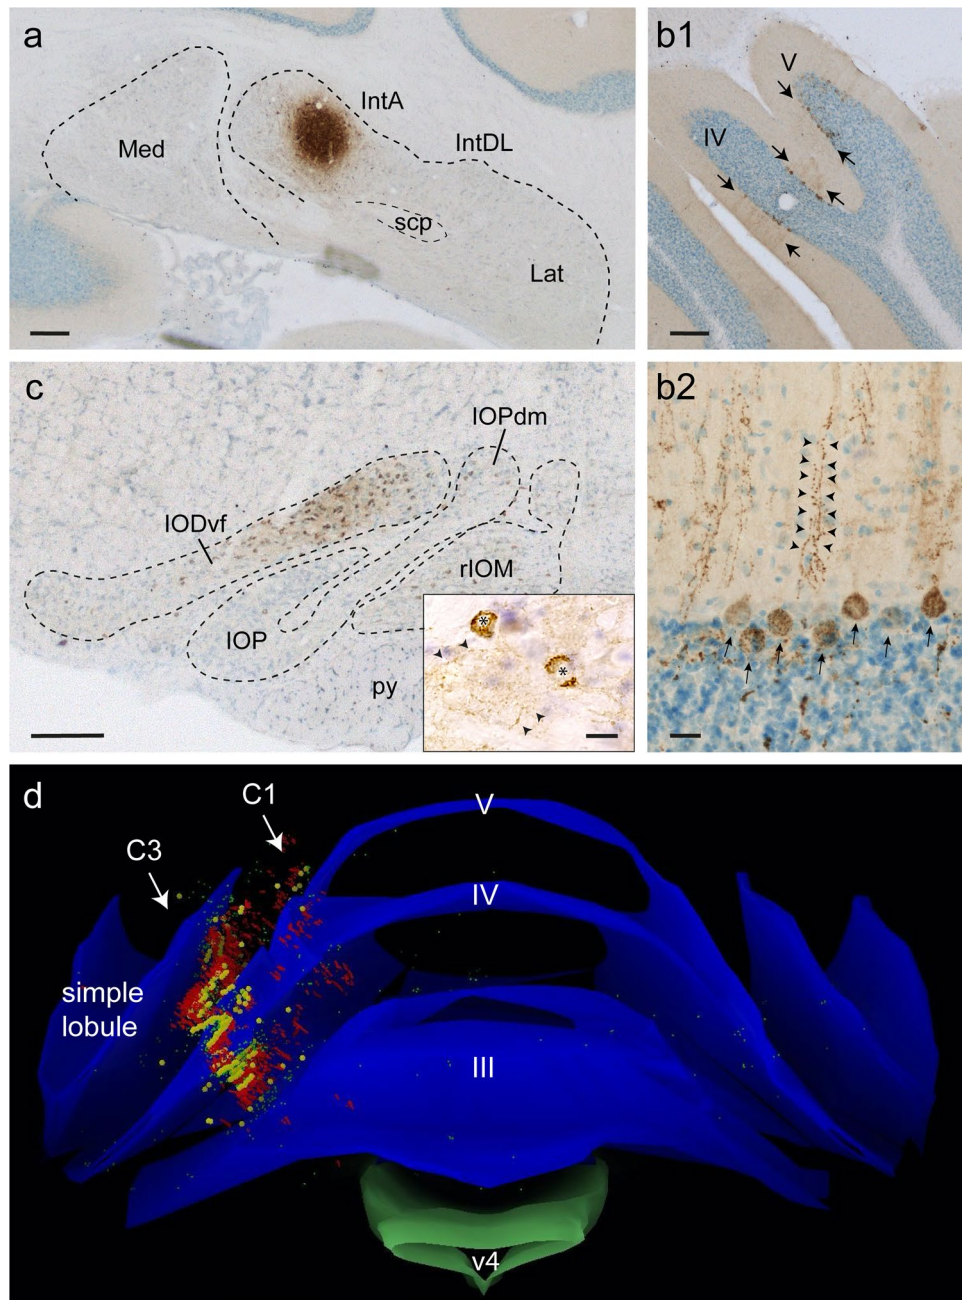 a
Med
IntA
IntDL
scp
Lat
b1
V
IV
c
IOPdm
IODvf
rIOM
IOP
py
*
*
b2
d
C1
C3
V
IV
simple
lobule
III
v4